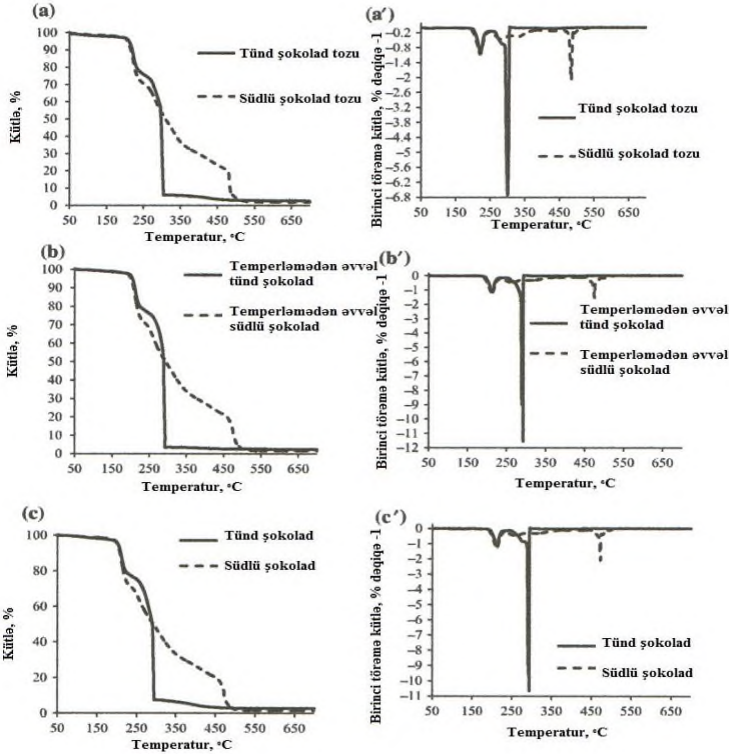 (a)
100
90
80
70
60
50
40
30
20
10
0
Kütlə, %
Tünd şokolad tozu
Südlü şokolad tozu
50 150 250 350 450 550 650
Temperatur, °C
(a′)
-0.2
-0.6
-1
-1.4
-2
-2.6
-3.2
-3.8
-4.4
-5
-5.6
-6.2
-6.8
Birinci törəmə kütlə, % dəqiqe -1
Tünd şokolad tozu
Südlü şokolad tozu
50 150 250 350 450 550 650
Temperatur, °C
(b)
100
90
80
70
60
50
40
30
20
10
0
Kütlə, %
Temperləmədən əvvəl
tünd şokolad
Temperləmədən əvvəl
südlü şokolad
50 150 250 350 450 550 650
Temperatur, °C
(b′)
0
-1
-2
-3
-4
-5
-6
-7
-8
-9
-10
-11
-12
Birinci törəmə kütlə, % dəqiqe -1
Temperləmədən əvvəl
tünd şokolad
Temperləmədən əvvəl
südlü şokolad
50 150 250 350 450 550 650
Temperatur, °C
(c)
100
80
60
40
20
0
Kütlə, %
Tünd şokolad
Südlü şokolad
50 150 250 350 450 550 650
Temperatur, °C
(c′)
0
-1
-2
-3
-4
-5
-6
-7
-8
-9
-10
-11
Birinci törəmə kütlə, % dəqiqe -1
Tünd şokolad
Südlü şokolad
50 150 250 350 450 550 650
Temperatur, °C